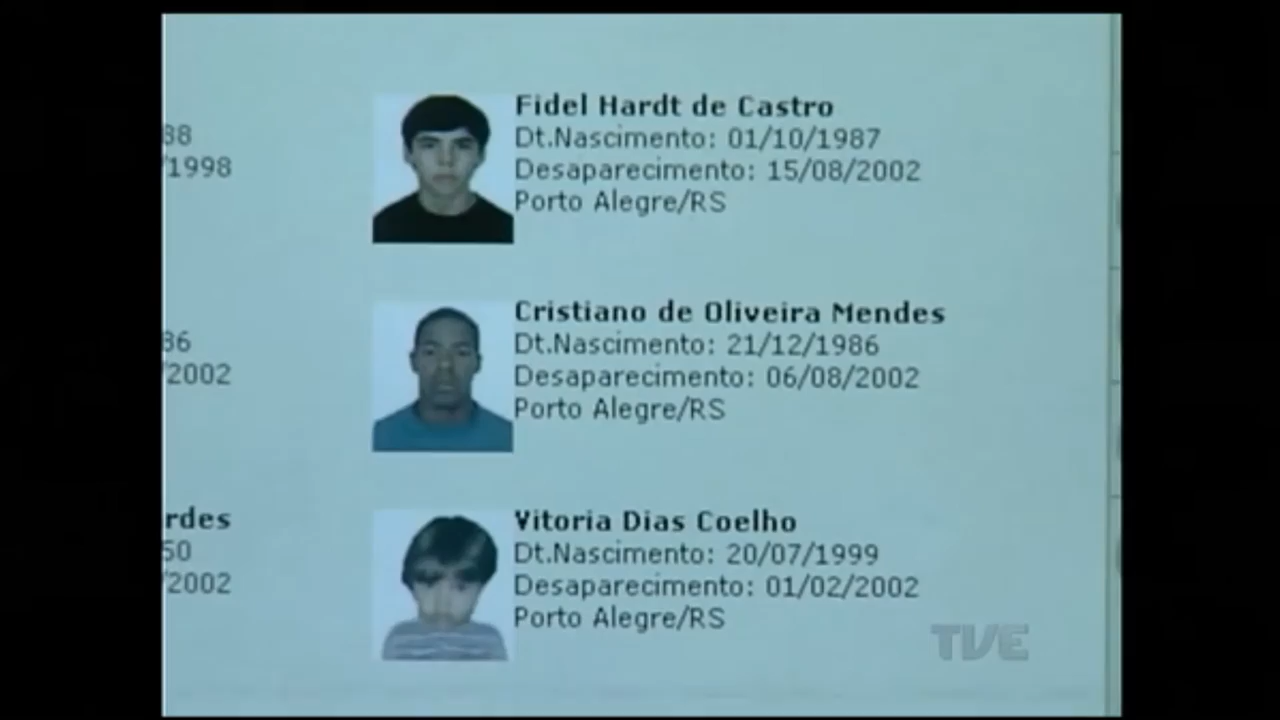 88
/1998
Fidel Hardt de Castro
Dt.Nascimento: 01/10/1987
Desaparecimento: 15/08/2002
Porto Alegre/RS
86
/2002
Cristiano de Oliveira Mendes
Dt.Nascimento: 21/12/1986
Desaparecimento: 06/08/2002
Porto Alegre/RS
rdes
50
/2002
Vitoria Dias Coelho
Dt.Nascimento: 20/07/1999
Desaparecimento: 01/02/2002
Porto Alegre/RS
TVE